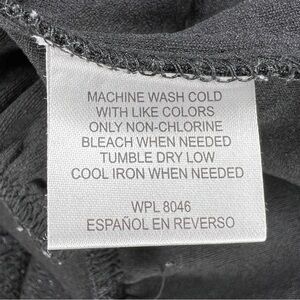 MACHINE WASH COLD
WITH LIKE COLORS
ONLY NON-CHLORINE
BLEACH WHEN NEEDED
TUMBLE DRY LOW
COOL IRON WHEN NEEDED
WPL 8046
ESPAÑOL EN REVERSO